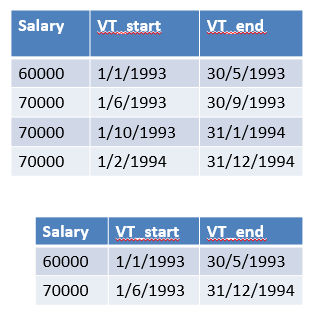 Salary VT_start VT_end
60000 1/1/1993 30/5/1993
70000 1/6/1993 30/9/1993
70000 1/10/1993 31/1/1994
70000 1/2/1994 31/12/1994
Salary VT_start VT_end
60000 1/1/1993 30/5/1993
70000 1/6/1993 31/12/1994